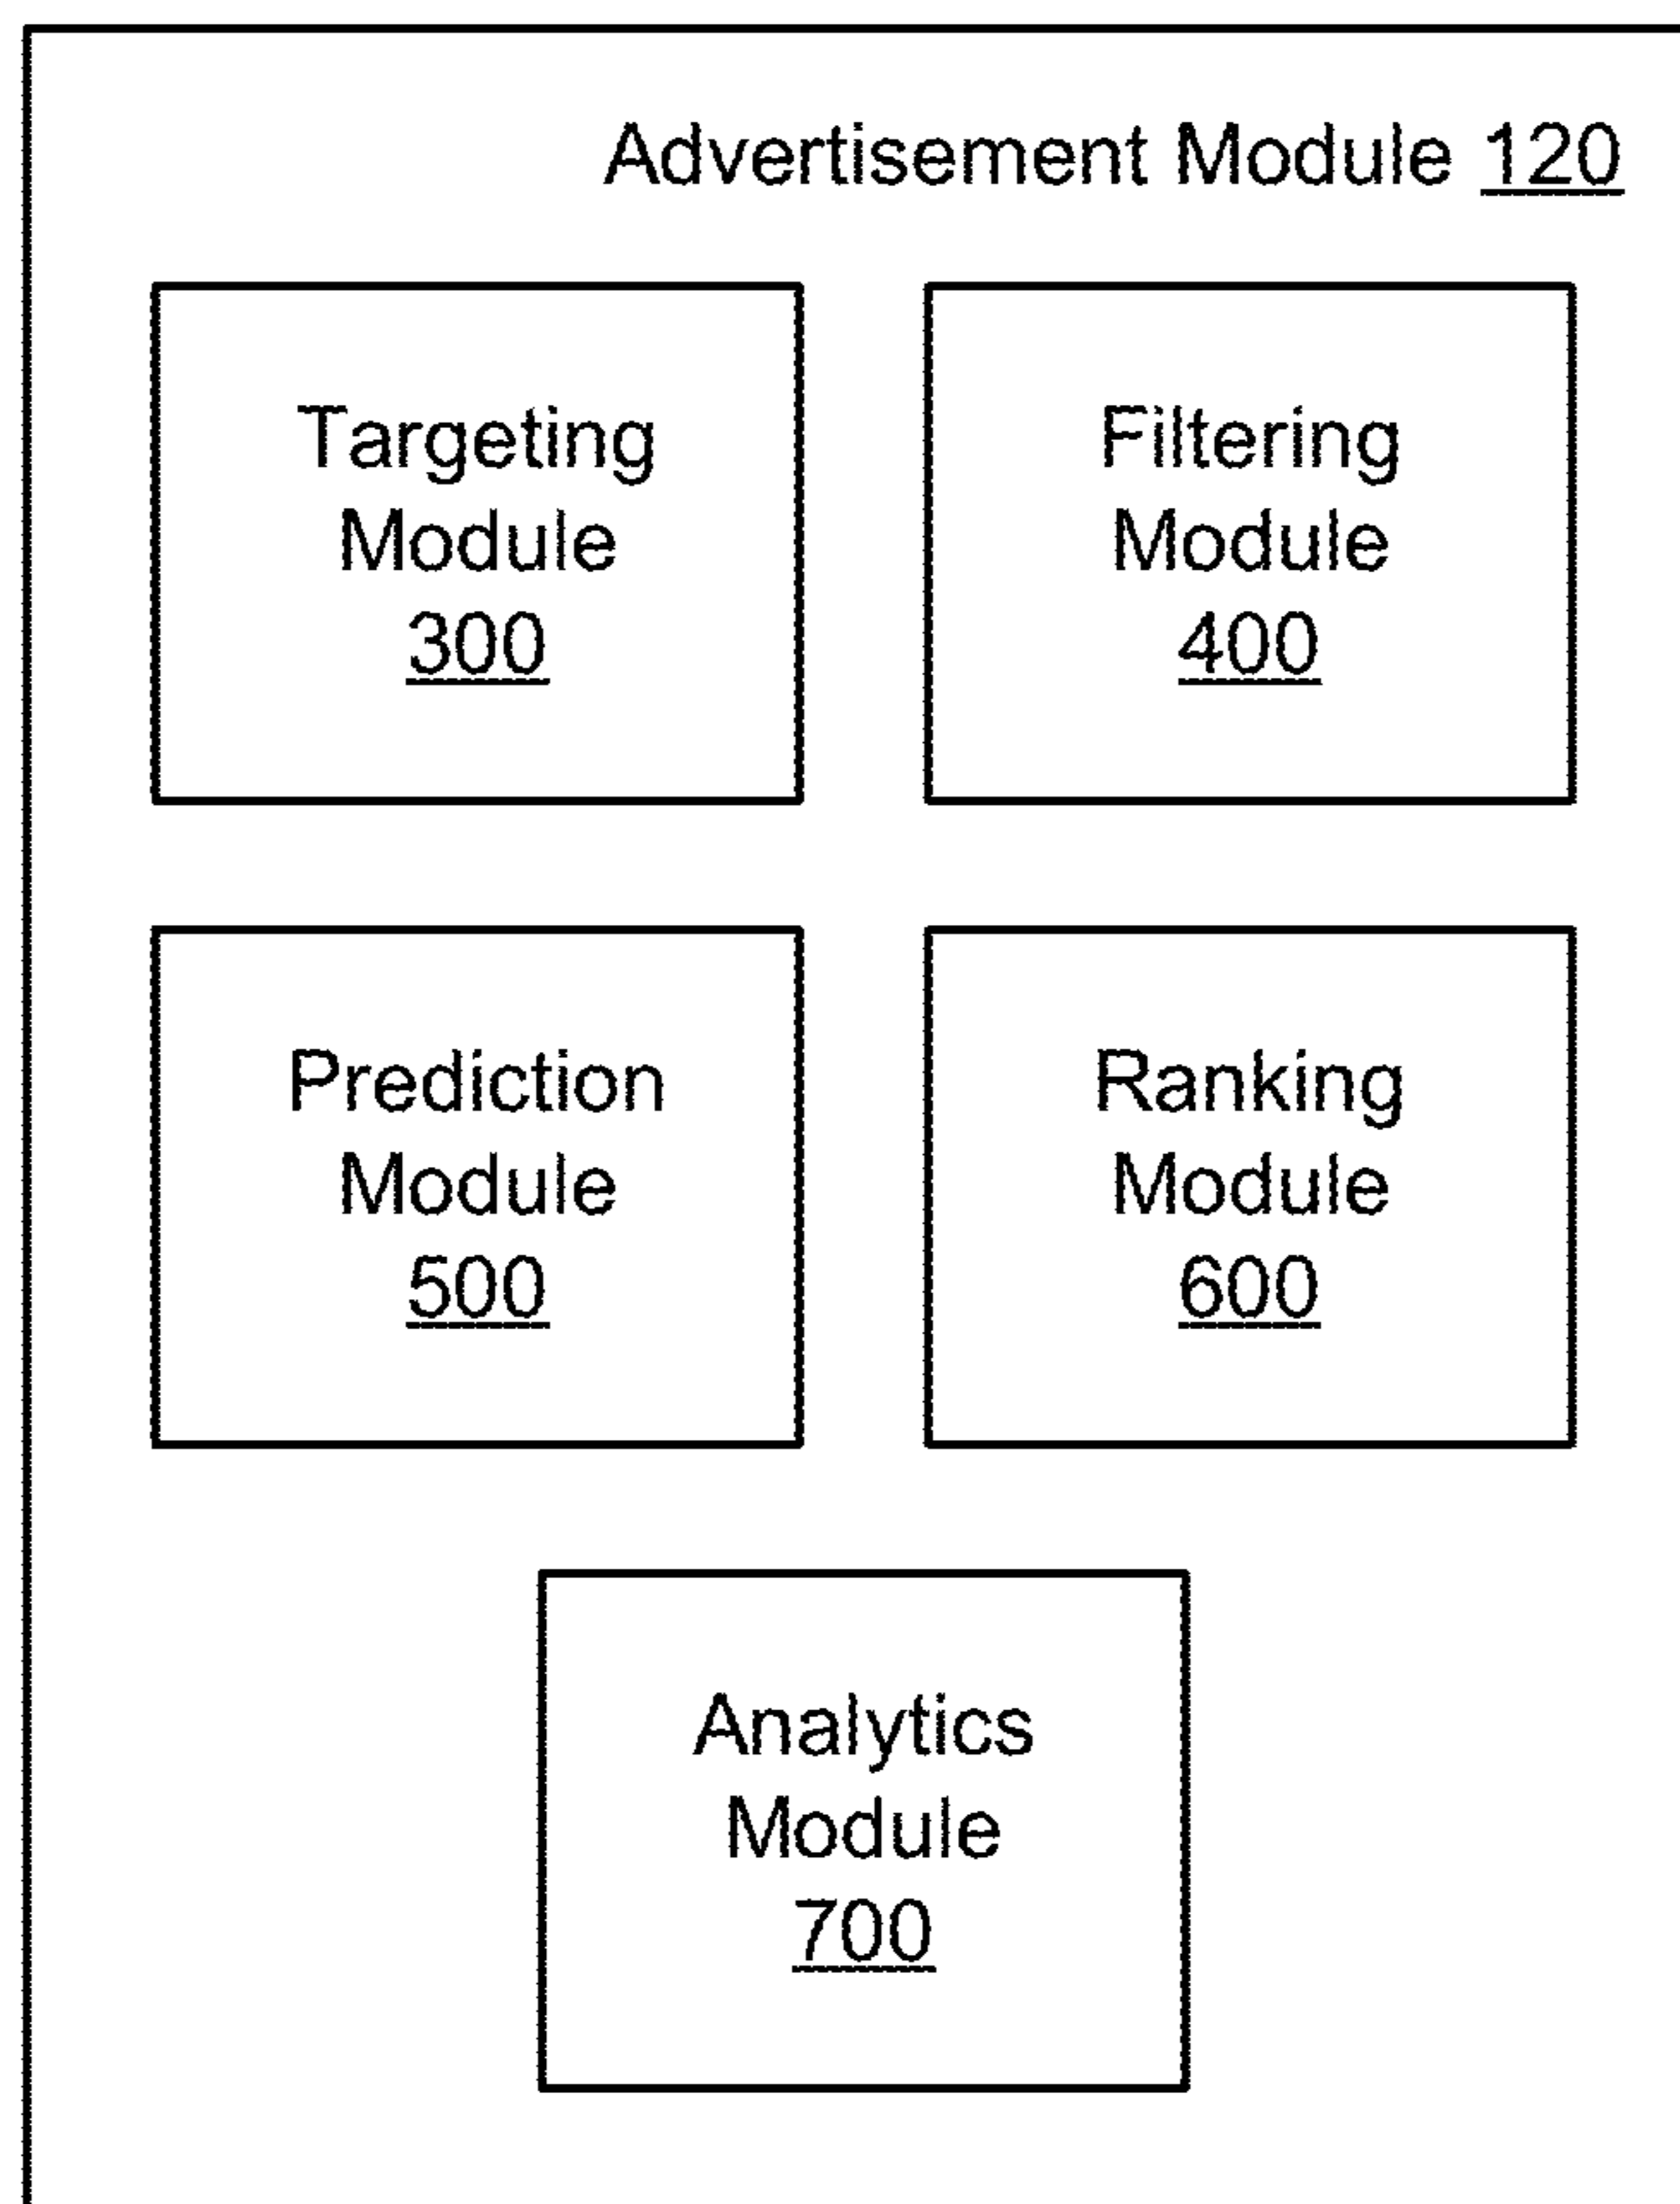 Advertisement Module 120
Targeting
Module
300
Filtering
Module
400
Prediction
Module
500
Ranking
Module
600
Analytics
Module
700